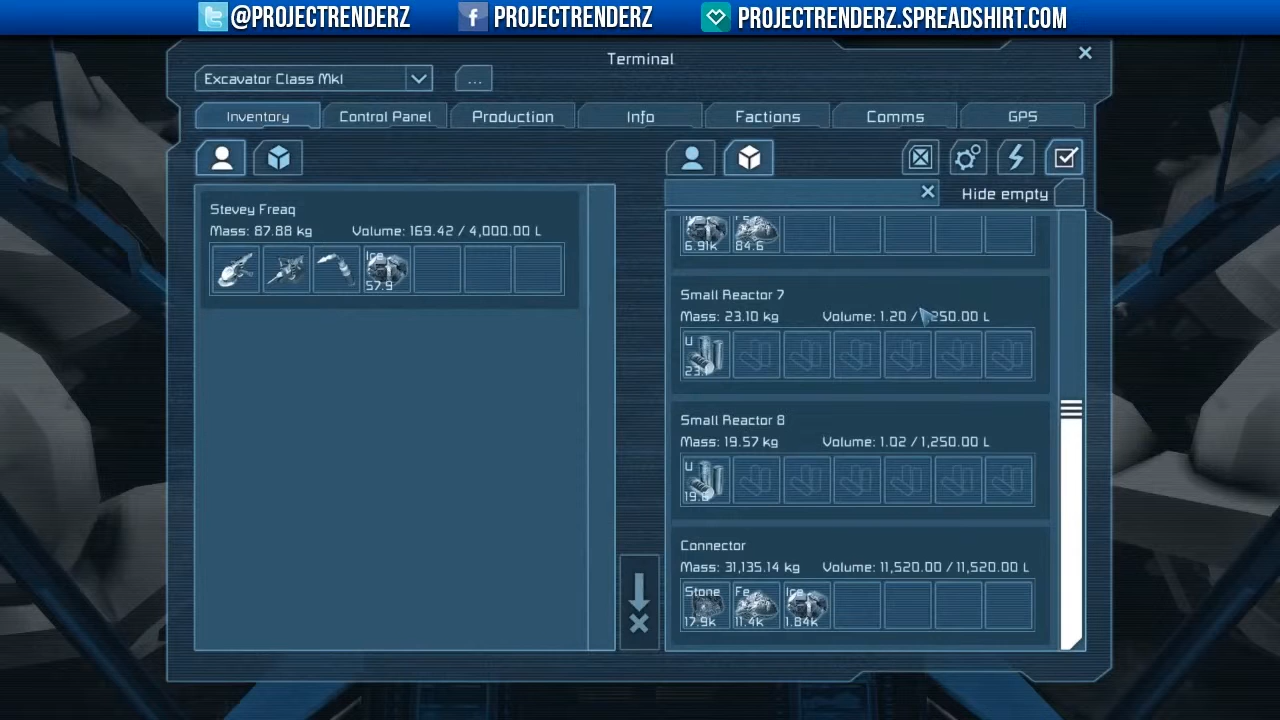 @PROJECTRENDERZ PROJECTRENDERZ PROJECTRENDERZ.SPREADSHIRT.COM
Terminal
Excavator Class MkI ...
Inventory Control Panel Production Info Factions Comms GPS
Hide empty
Stevey Freaq
Mass: 87.88 kg Volume: 169.42 / 4,000.00 L
Ice
57.9
6.91k 84.6
Small Reactor 7
Mass: 23.10 kg Volume: 1.20 / 1,250.00 L
U
23.1
Small Reactor 8
Mass: 19.57 kg Volume: 1.02 / 1,250.00 L
U
19.6
Connector
Mass: 31,135.14 kg Volume: 11,520.00 / 11,520.00 L
Stone Fe Ice
17.9k 11.4k 1.84k